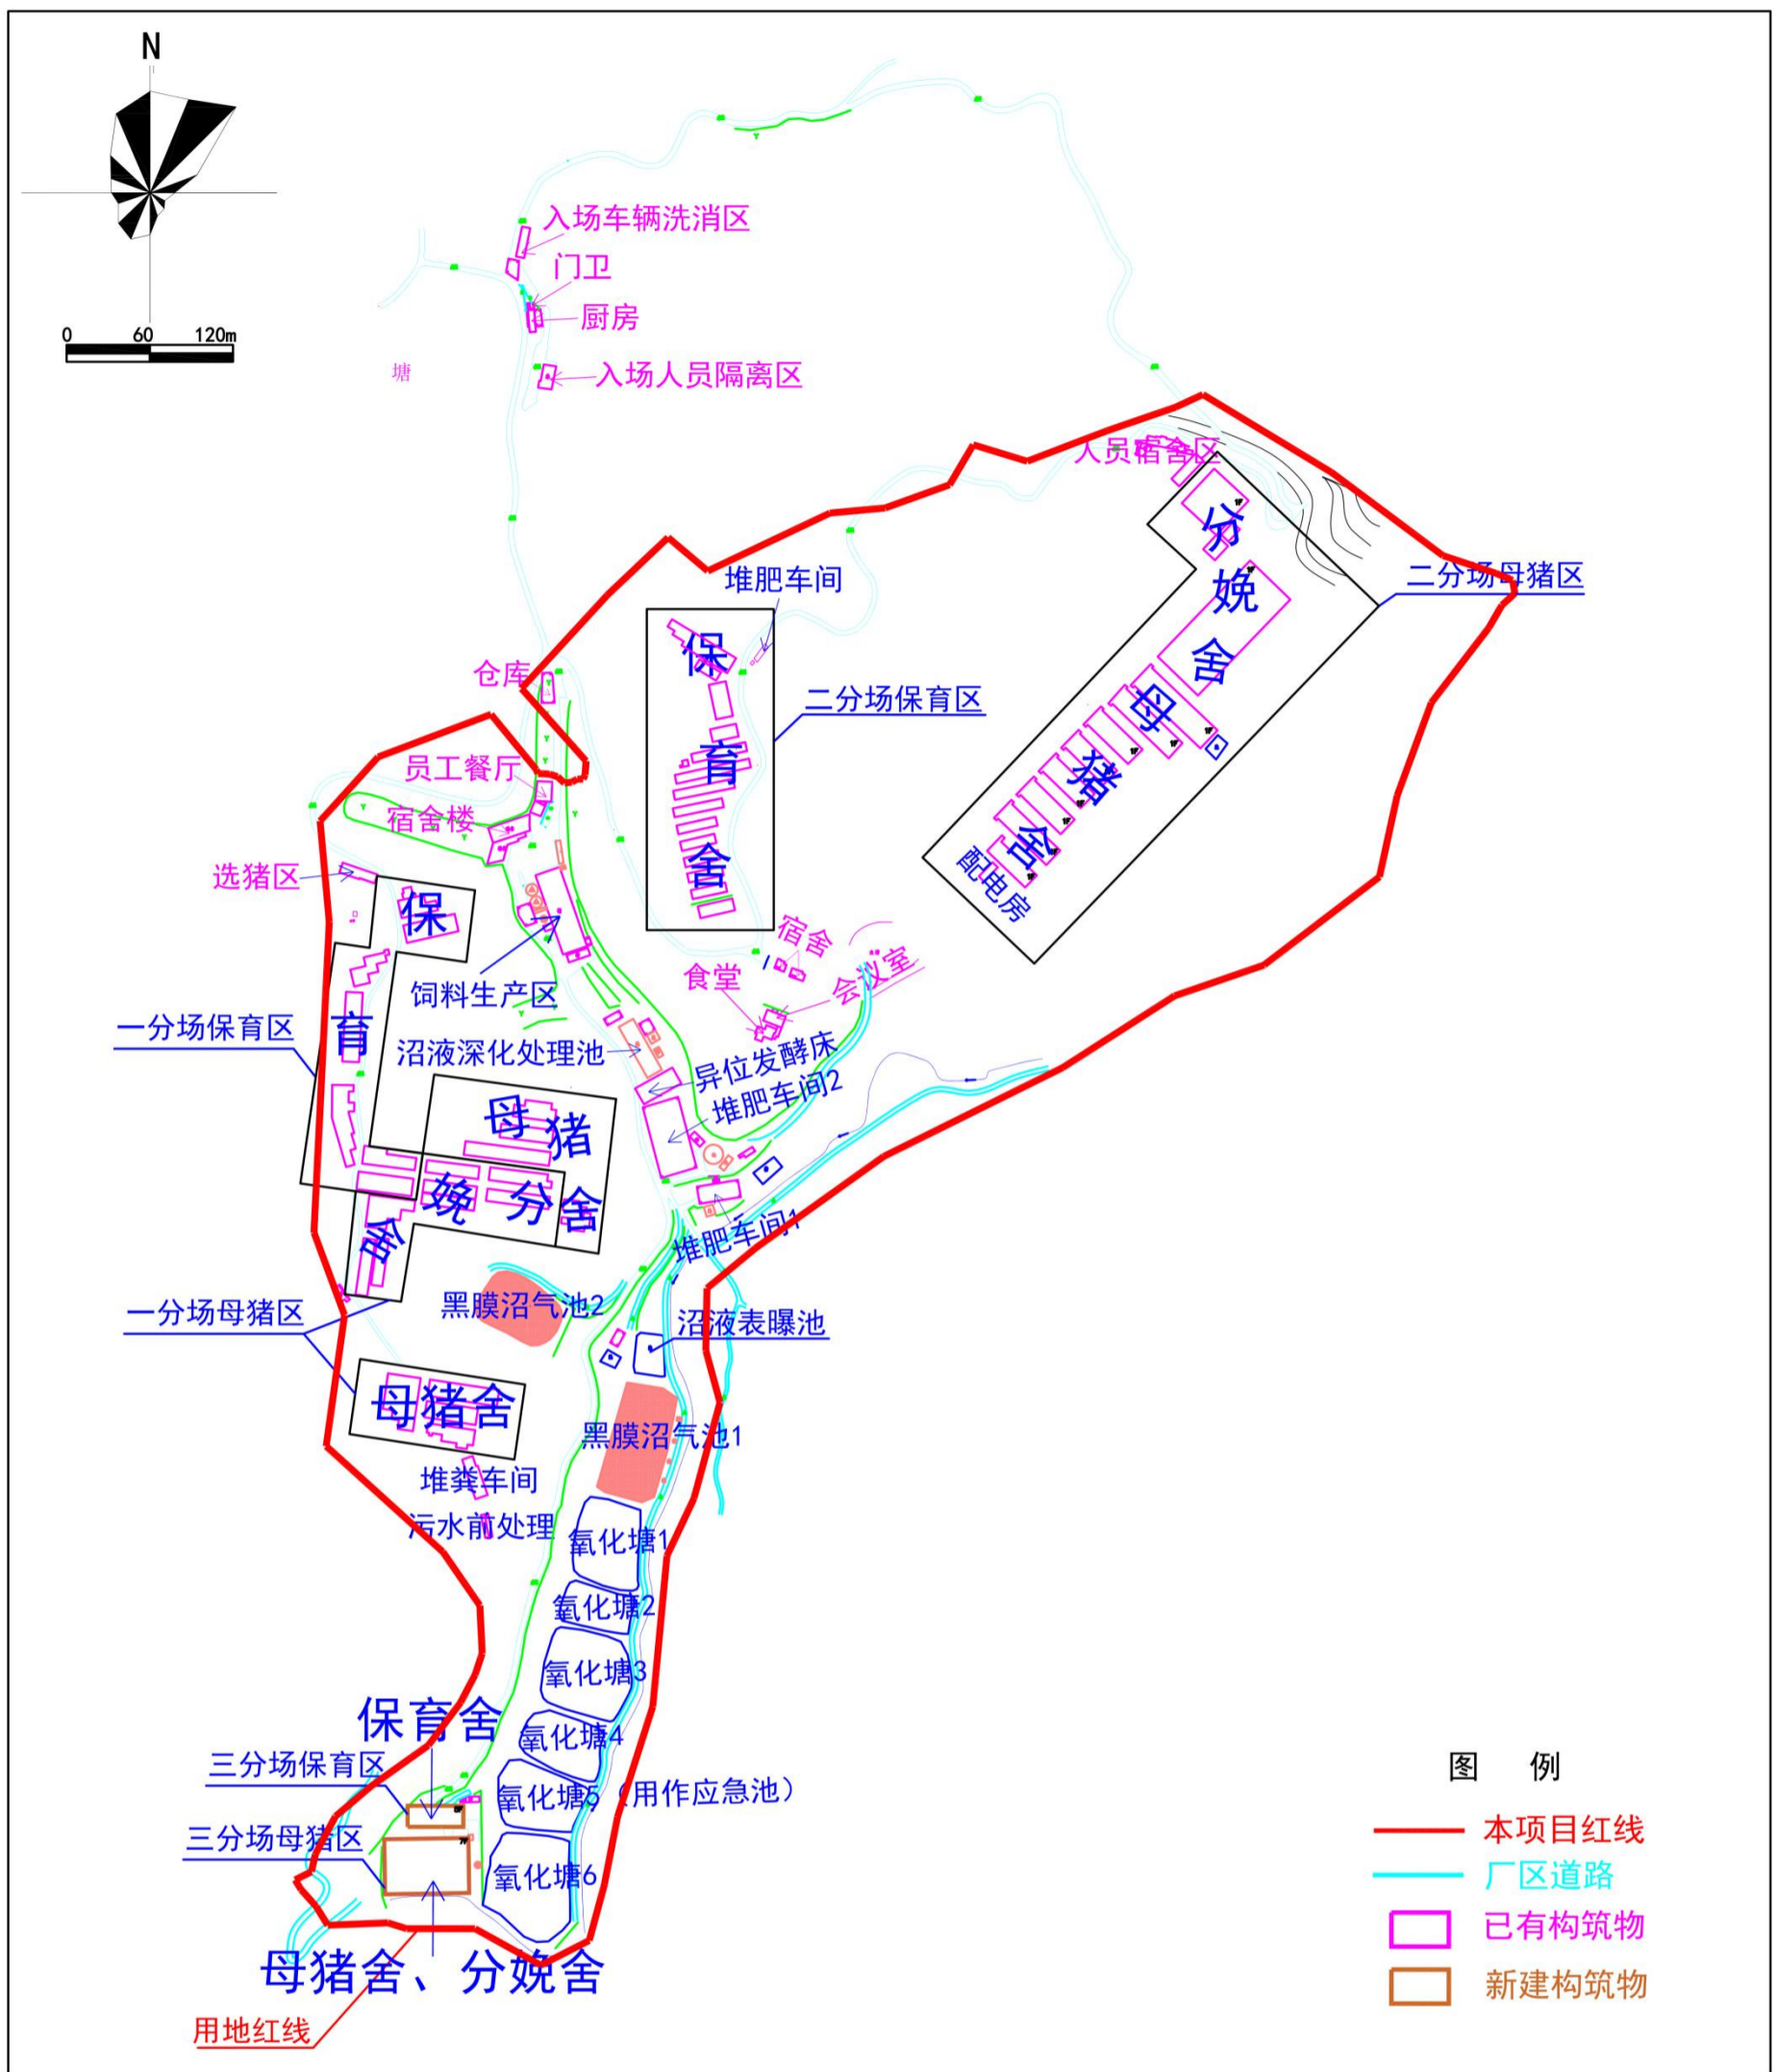 N
0 60 120m
入场车辆洗消区
门卫
厨房
塘
入场人员隔离区
人员宿舍区
分娩舍
母猪舍
配电房
二分场母猪区
堆肥车间
保育舍
二分场保育区
仓库
员工餐厅
宿舍楼
选猪区
保育
饲料生产区
宿舍
食堂
会议室
一分场保育区
沼液深化处理池
异位发酵床
堆肥车间2
母猪舍
分娩舍
堆肥车间1
一分场母猪区
黑膜沼气池2
沼液表曝池
母猪舍
黑膜沼气池1
堆粪车间
污水前处理
氧化塘1
氧化塘2
氧化塘3
保育舍
氧化塘4
三分场保育区
氧化塘5（用作应急池）
三分场母猪区
氧化塘6
母猪舍、分娩舍
用地红线
图 例
本项目红线
厂区道路
已有构筑物
新建构筑物